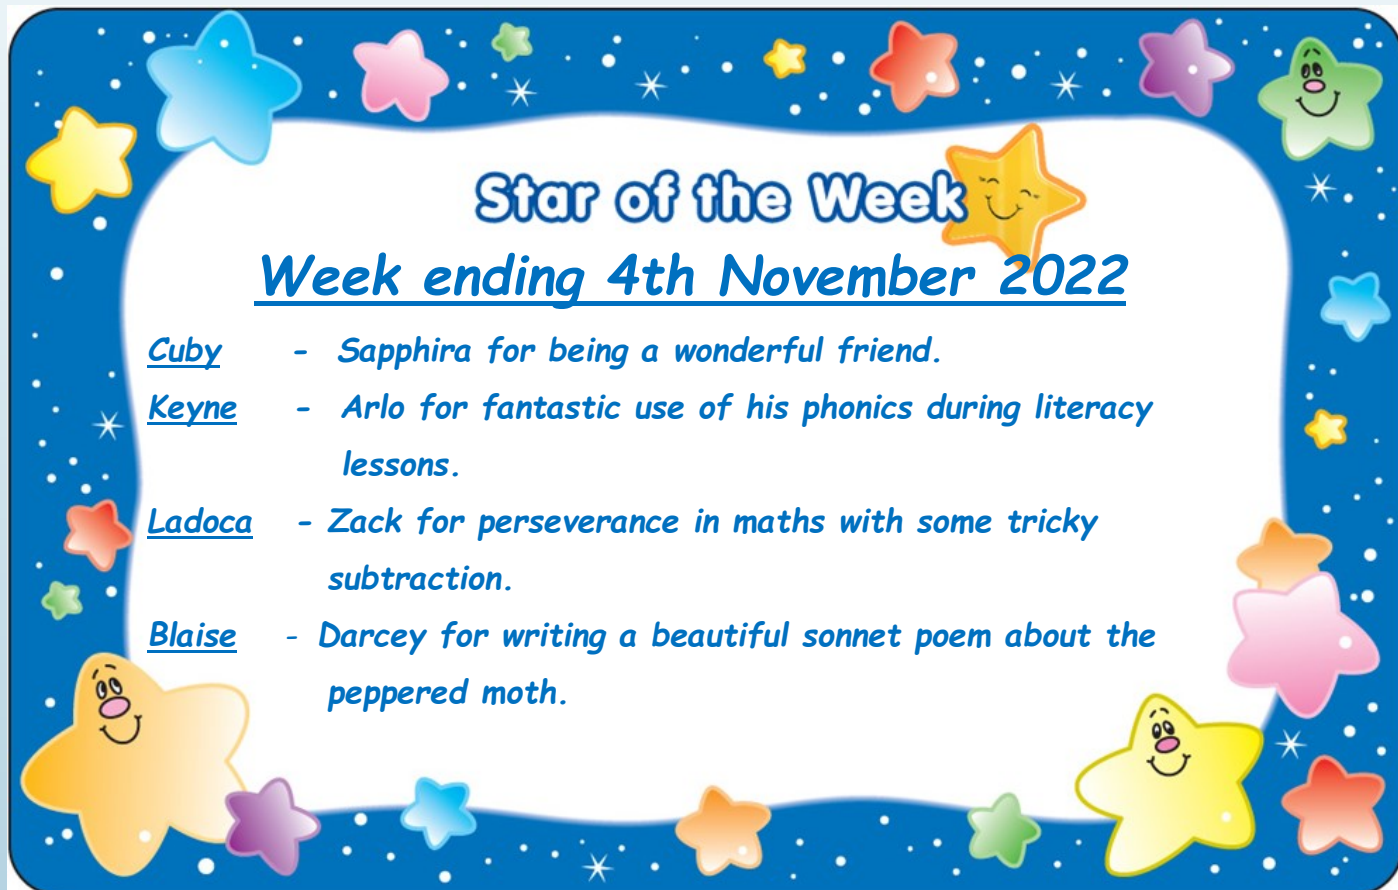 Star of the Week
Week ending 4th November 2022
Cuby - Sapphira for being a wonderful friend.
Keyne - Arlo for fantastic use of his phonics during literacy
lessons.
Ladoca - Zack for perseverance in maths with some tricky
subtraction.
Blaise - Darcey for writing a beautiful sonnet poem about the
peppered moth.